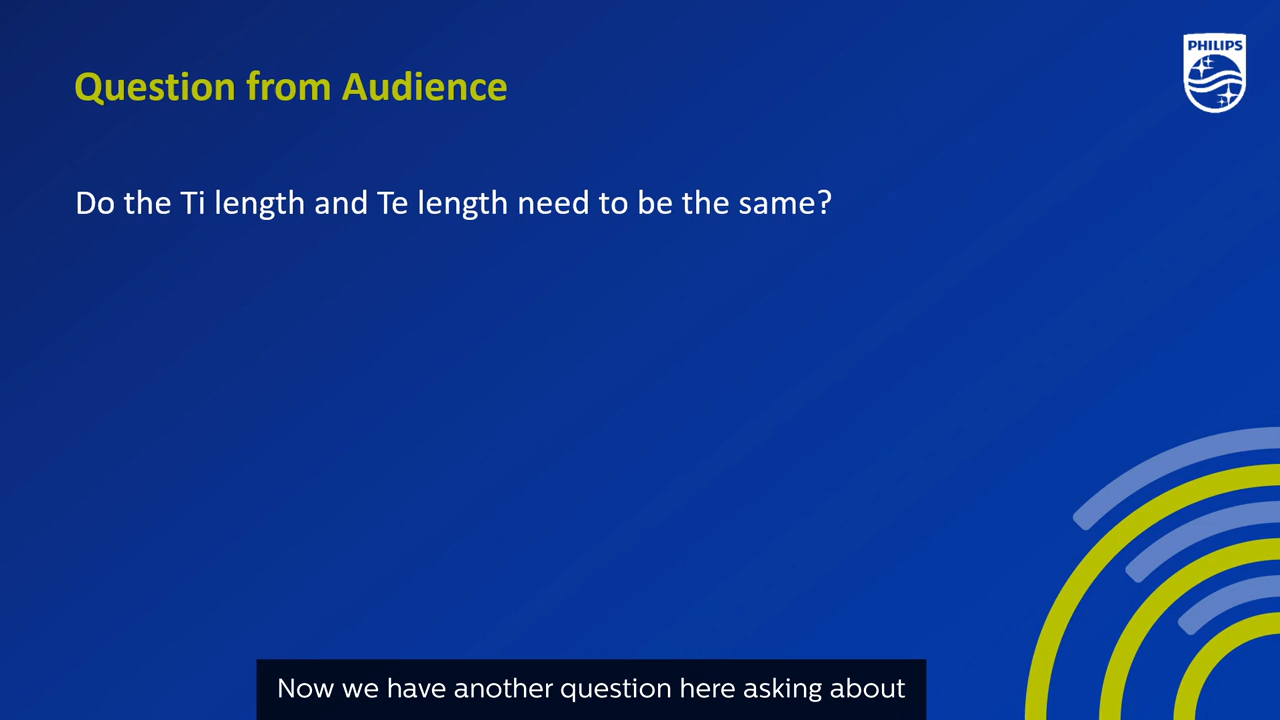 PHILIPS
Question from Audience
Do the Ti length and Te length need to be the same?
Now we have another question here asking about